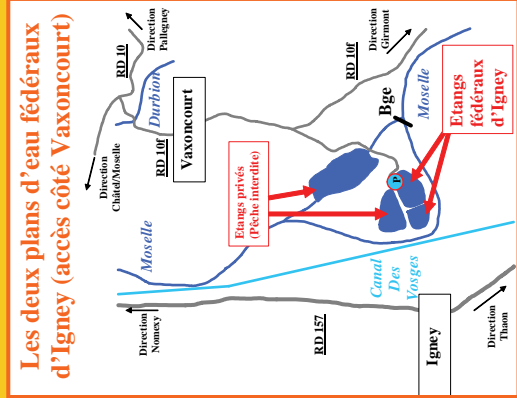 Les deux plans d'eau fédéraux
d'Igney (accès côté Vaxoncourt)
Direction
Nomexy
Moselle
Direction
Châtel/Moselle
RD 10
Direction
Pallegney
Durbion
RD 10f
Vaxoncourt
RD 157
Etangs privés
(Pêche interdite)
RD 10f
Direction
Girmont
Canal
Des
Vosges
P
Bge
Moselle
Igney
Direction
Thaon
Etangs
fédéraux
d'Igney